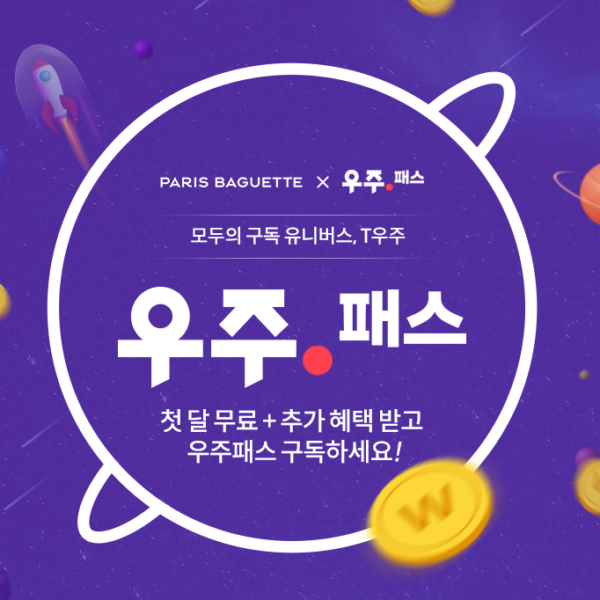 PARIS BAGUETTE × 우주.패스
모두의 구독 유니버스, T우주
우주.패스
첫 달 무료 + 추가 혜택 받고
우주패스 구독하세요!
W